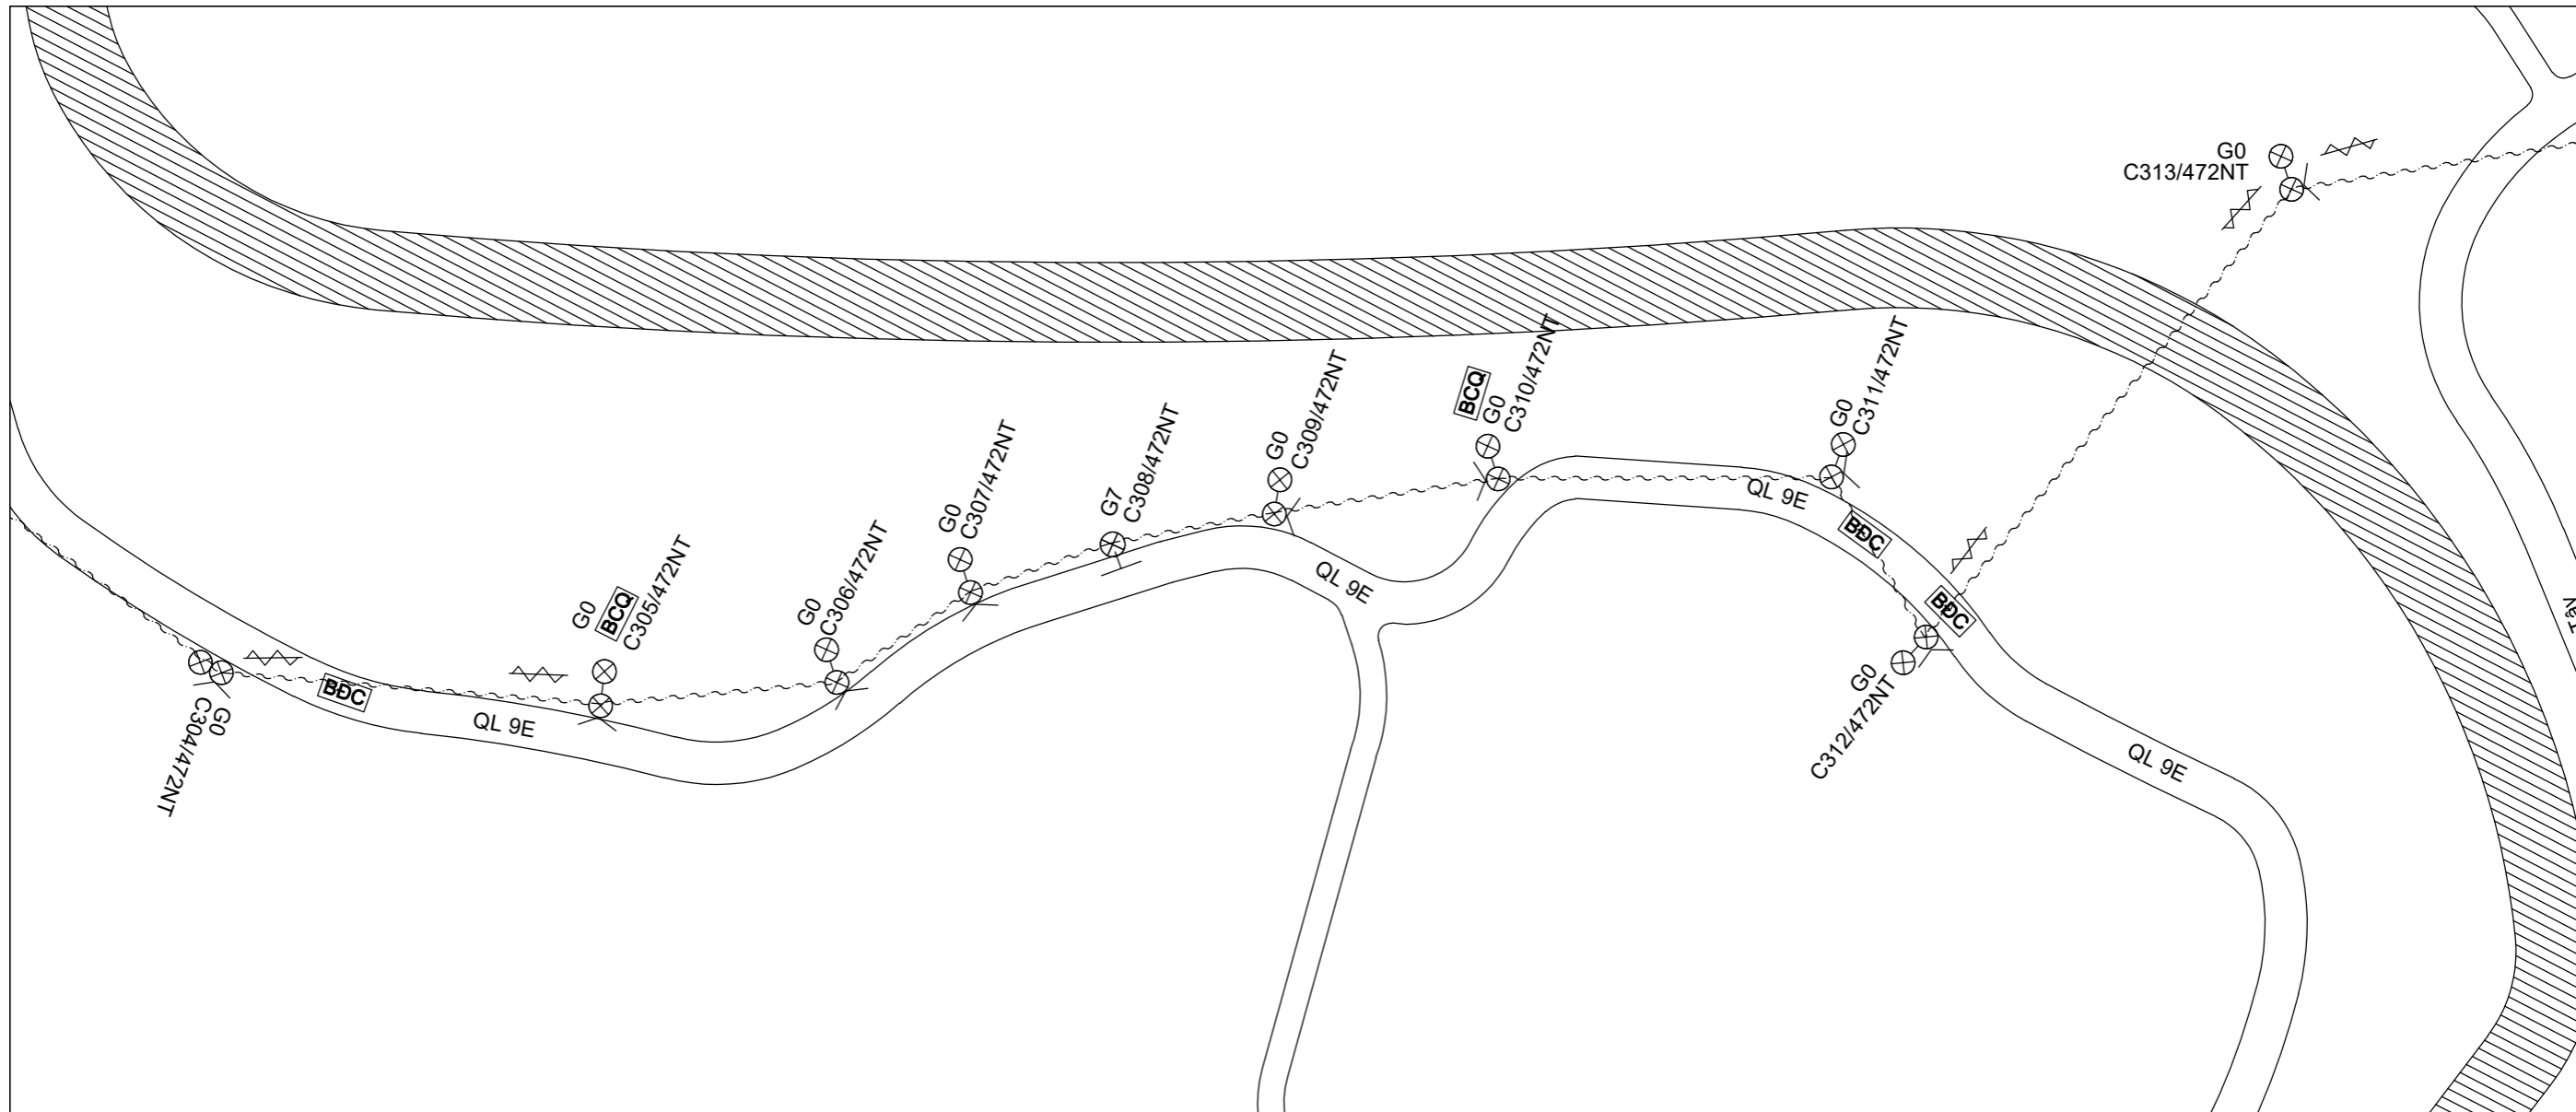 G0
C304/472NT
BĐC
QL 9E
G0
BCQ
C305/472NT
G0
C306/472NT
G0
C307/472NT
G7
C308/472NT
G0
C309/472NT
QL 9E
BCQ
G0
C310/472NT
QL 9E
G0
C311/472NT
BĐC
BĐC
G0
C312/472NT
QL 9E
G0
C313/472NT